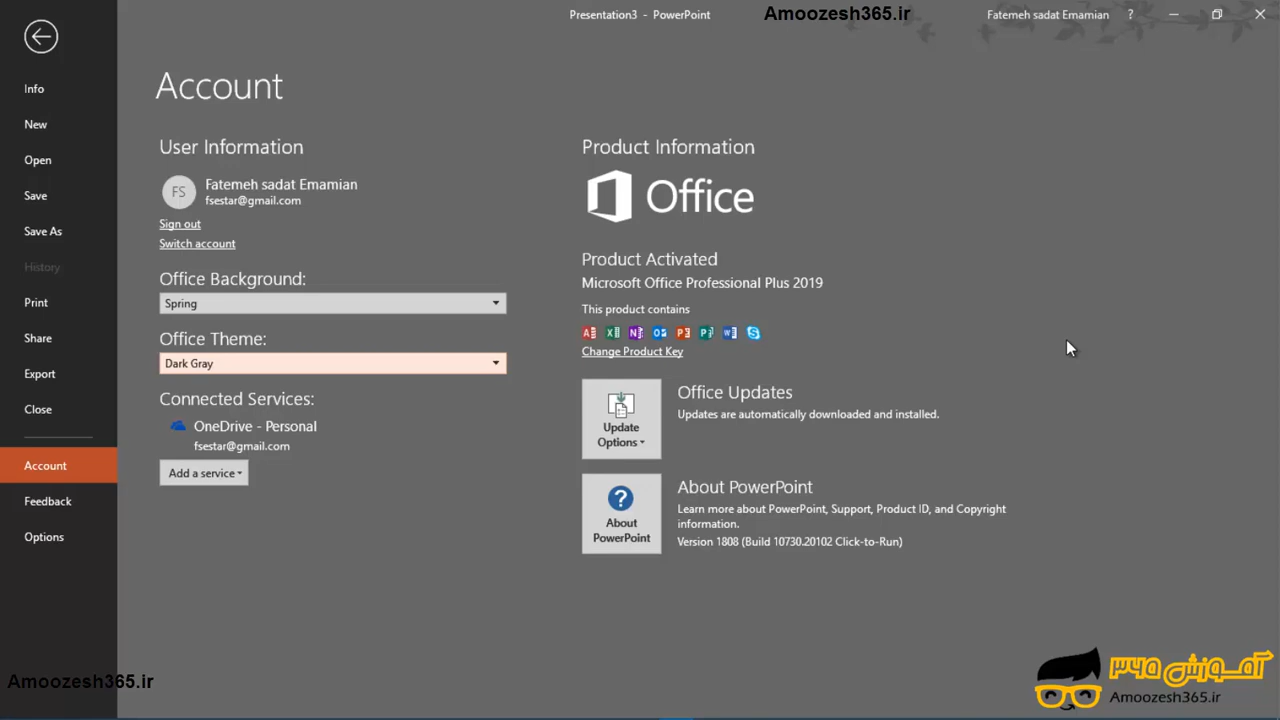 Presentation3 - PowerPoint
Amoozesh365.ir
Fatemeh sadat Emamian
?
Info
New
Open
Save
Save As
History
Print
Share
Export
Close
Account
Feedback
Options
Account
User Information
FS
Fatemeh sadat Emamian
fsestar@gmail.com
Sign out
Switch account
Office Background:
Spring
Office Theme:
Dark Gray
Connected Services:
OneDrive - Personal
fsestar@gmail.com
Add a service
Product Information
Office
Product Activated
Microsoft Office Professional Plus 2019
This product contains
Change Product Key
Update
Options
Office Updates
Updates are automatically downloaded and installed.
?
About
PowerPoint
About PowerPoint
Learn more about PowerPoint, Support, Product ID, and Copyright
information.
Version 1808 (Build 10730.20102 Click-to-Run)
Amoozesh365.ir
آموزش ۳۶۵
Amoozesh365.ir